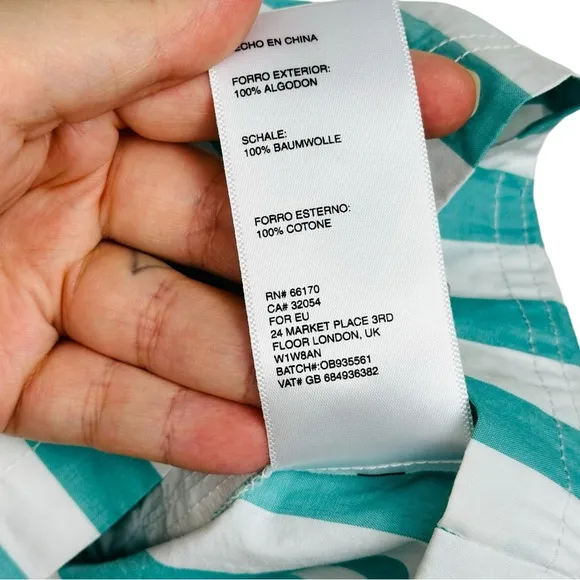 ECHO EN CHINA
FORRO EXTERIOR:
100% ALGODON
SCHALE:
100% BAUMWOLLE
FORRO ESTERNO:
100% COTONE
RN# 66170
CA# 32054
FOR EU
24 MARKET PLACE 3RD
FLOOR LONDON, UK
W1W8AN
BATCH#:OB935561
VAT# GB 684936382